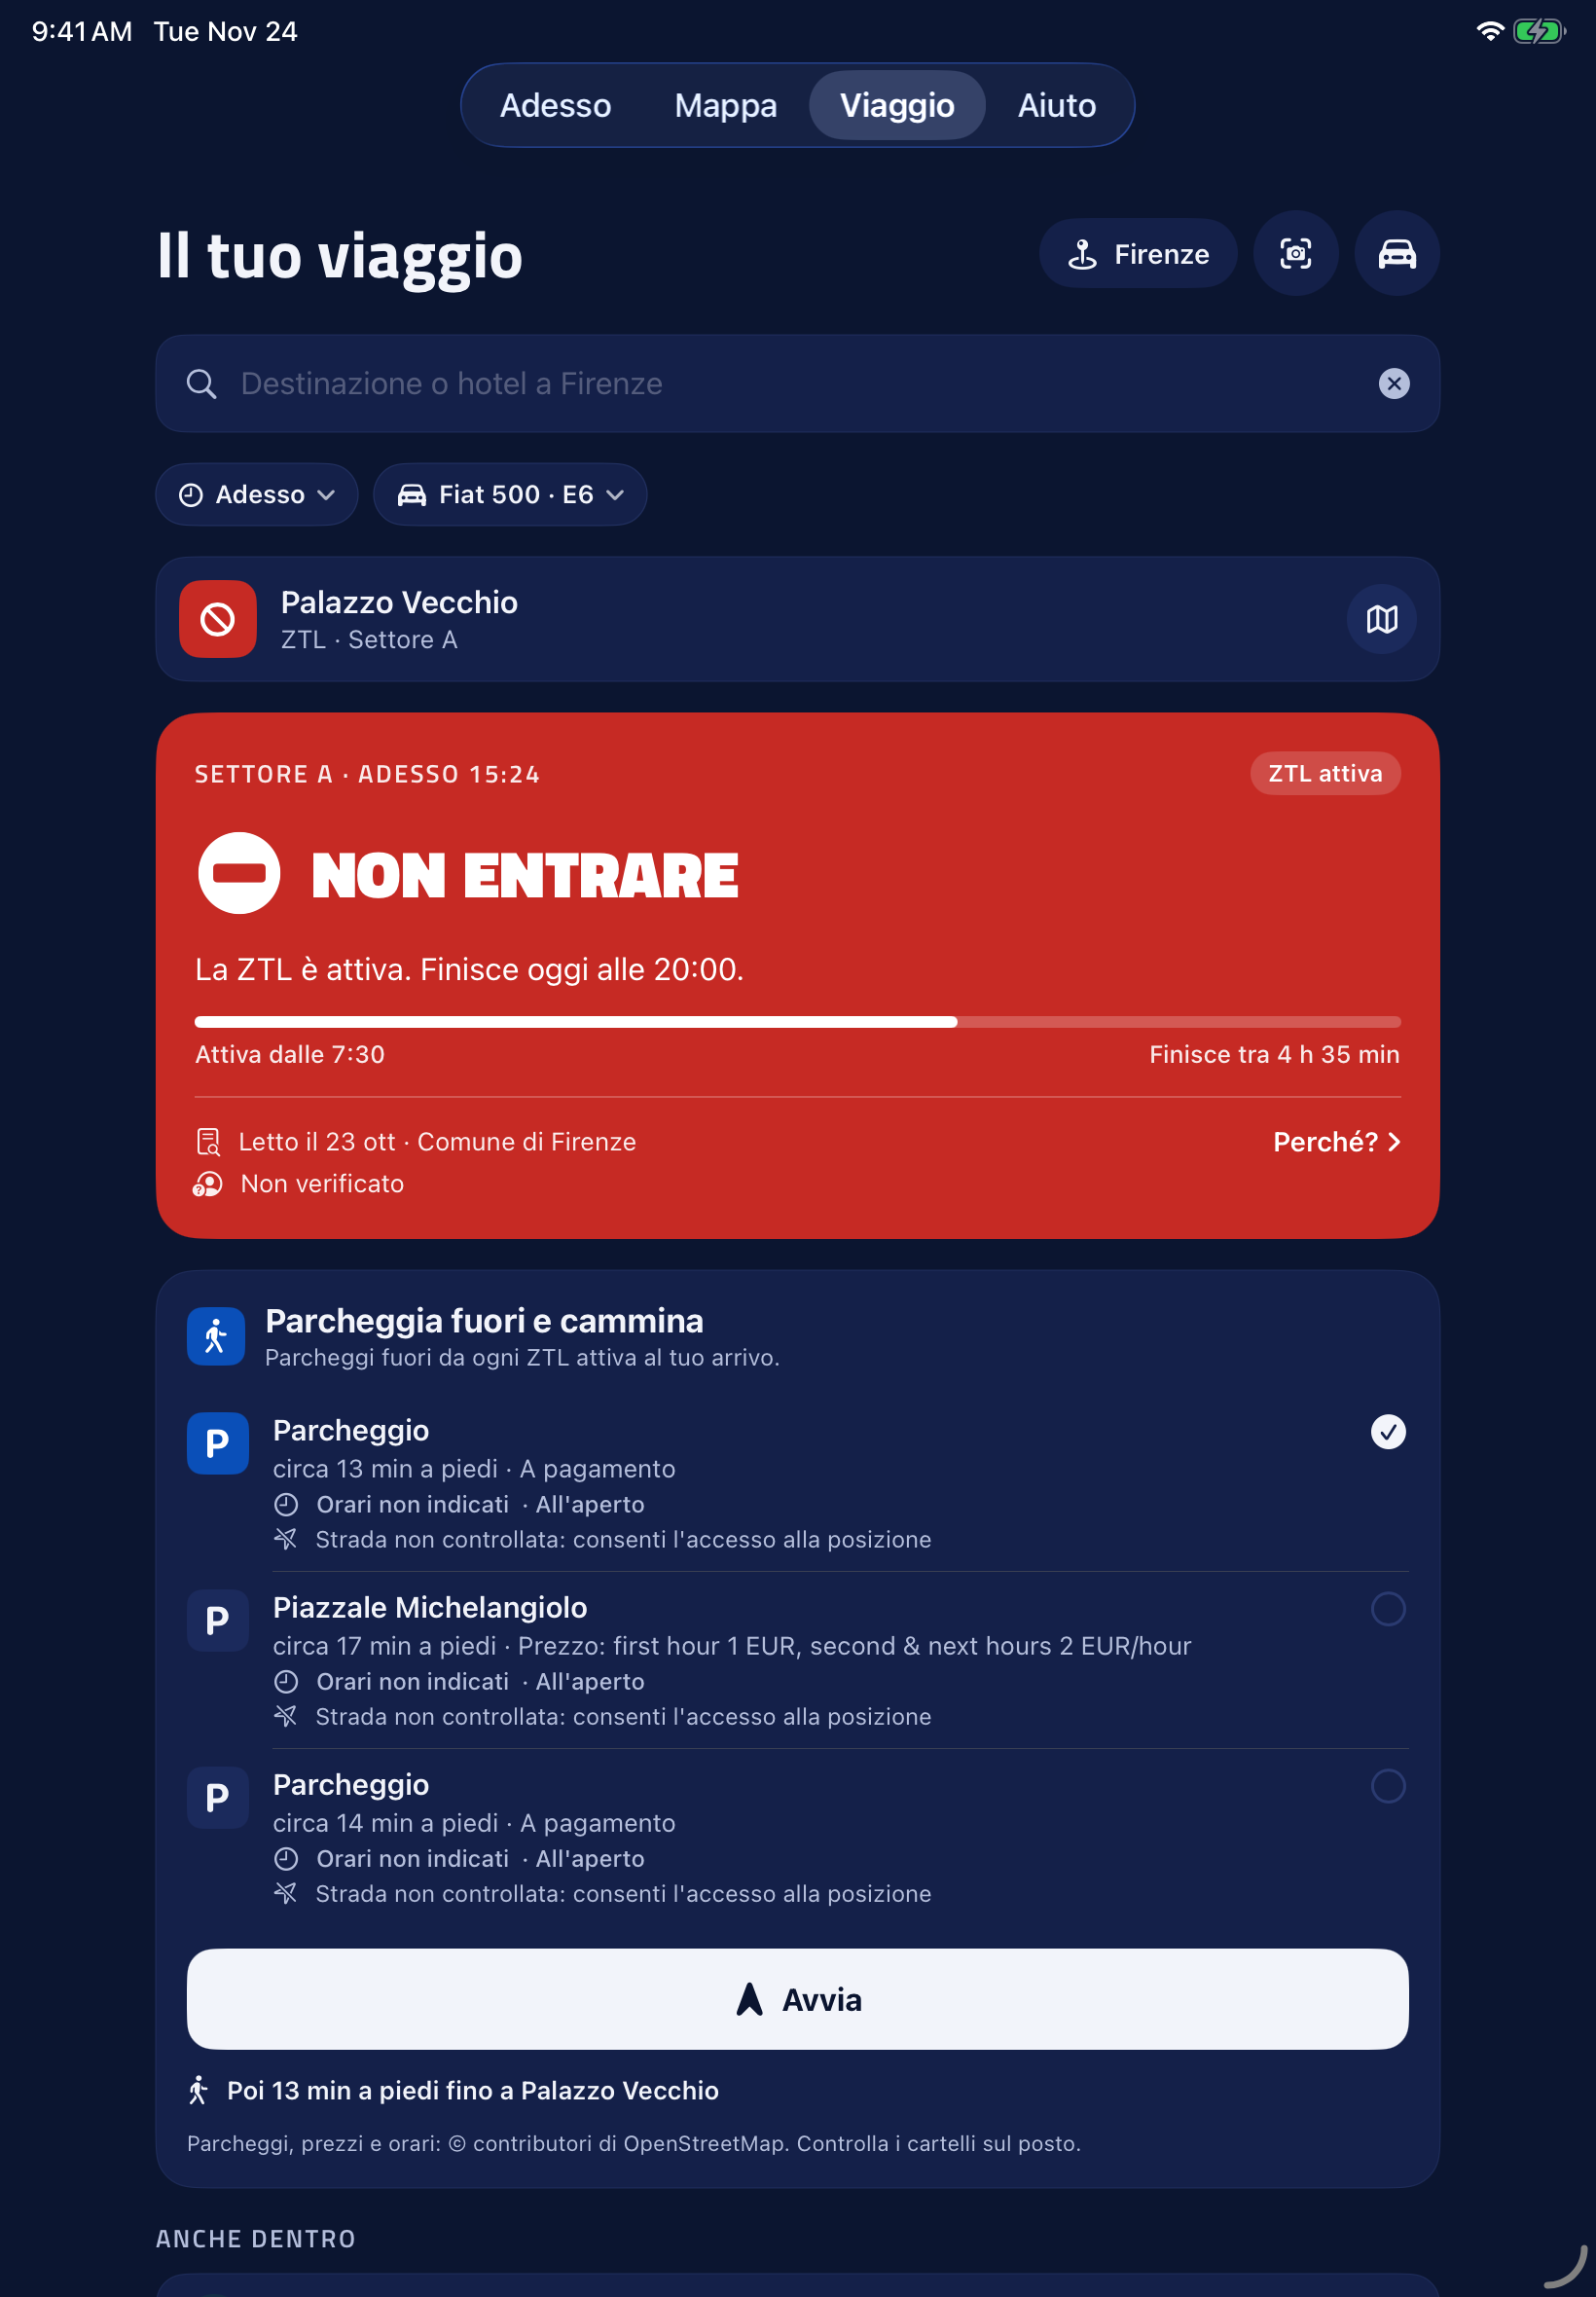 9:41 AM Tue Nov 24
Adesso Mappa Viaggio Aiuto
Il tuo viaggio
Firenze
Destinazione o hotel a Firenze
Adesso
Fiat 500 · E6
Palazzo Vecchio
ZTL · Settore A
SETTORE A · ADESSO 15:24
ZTL attiva
NON ENTRARE
La ZTL è attiva. Finisce oggi alle 20:00.
Attiva dalle 7:30
Finisce tra 4 h 35 min
Letto il 23 ott · Comune di Firenze
Perché?
Non verificato
Parcheggia fuori e cammina
Parcheggi fuori da ogni ZTL attiva al tuo arrivo.
P
Parcheggio
circa 13 min a piedi · A pagamento
Orari non indicati · All'aperto
Strada non controllata: consenti l'accesso alla posizione
P
Piazzale Michelangiolo
circa 17 min a piedi · Prezzo: first hour 1 EUR, second & next hours 2 EUR/hour
Orari non indicati · All'aperto
Strada non controllata: consenti l'accesso alla posizione
P
Parcheggio
circa 14 min a piedi · A pagamento
Orari non indicati · All'aperto
Strada non controllata: consenti l'accesso alla posizione
Avvia
Poi 13 min a piedi fino a Palazzo Vecchio
Parcheggi, prezzi e orari: © contributori di OpenStreetMap. Controlla i cartelli sul posto.
ANCHE DENTRO